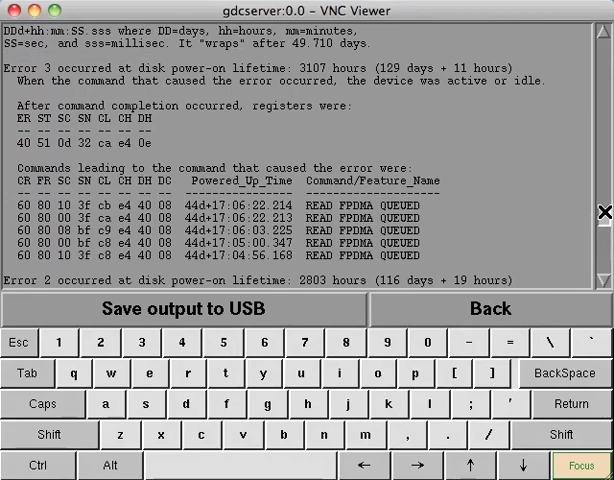 gdcserver:0.0 - VNC Viewer
DDd+hh:mm:SS.sss where DD=days, hh=hours, mm=minutes,
SS=sec, and sss=millisec. It "wraps" after 49.710 days.
Error 3 occurred at disk power-on lifetime: 3107 hours (129 days + 11 hours)
When the command that caused the error occurred, the device was active or idle.
After command completion occurred, registers were:
ER ST SC SN CL CH DH
-- -- -- -- -- -- --
40 51 0d 32 ca e4 0e
Commands leading to the command that caused the error were:
CR FR SC SN CL CH DH DC Powered_Up_Time Command/Feature_Name
-- -- -- -- -- -- -- -- ---------------- --------------------
60 80 10 3f cb e4 40 08 44d+17:06:22.214 READ FPDMA QUEUED
60 80 00 3f ca e4 40 08 44d+17:06:22.213 READ FPDMA QUEUED
60 80 08 bf c9 e4 40 08 44d+17:06:03.225 READ FPDMA QUEUED
60 80 00 bf c8 e4 40 08 44d+17:05:00.347 READ FPDMA QUEUED
60 80 10 3f c8 e4 40 08 44d+17:04:56.168 READ FPDMA QUEUED
Error 2 occurred at disk power-on lifetime: 2803 hours (116 days + 19 hours)
Save output to USB Back
Esc 1 2 3 4 5 6 7 8 9 0 - = \ `
Tab q w e r t y u i o p [ ] BackSpace
Caps a s d f g h j k l ; ' Return
Shift z x c v b n m , . / Shift
Ctrl Alt ← → ↑ ↓ Focus